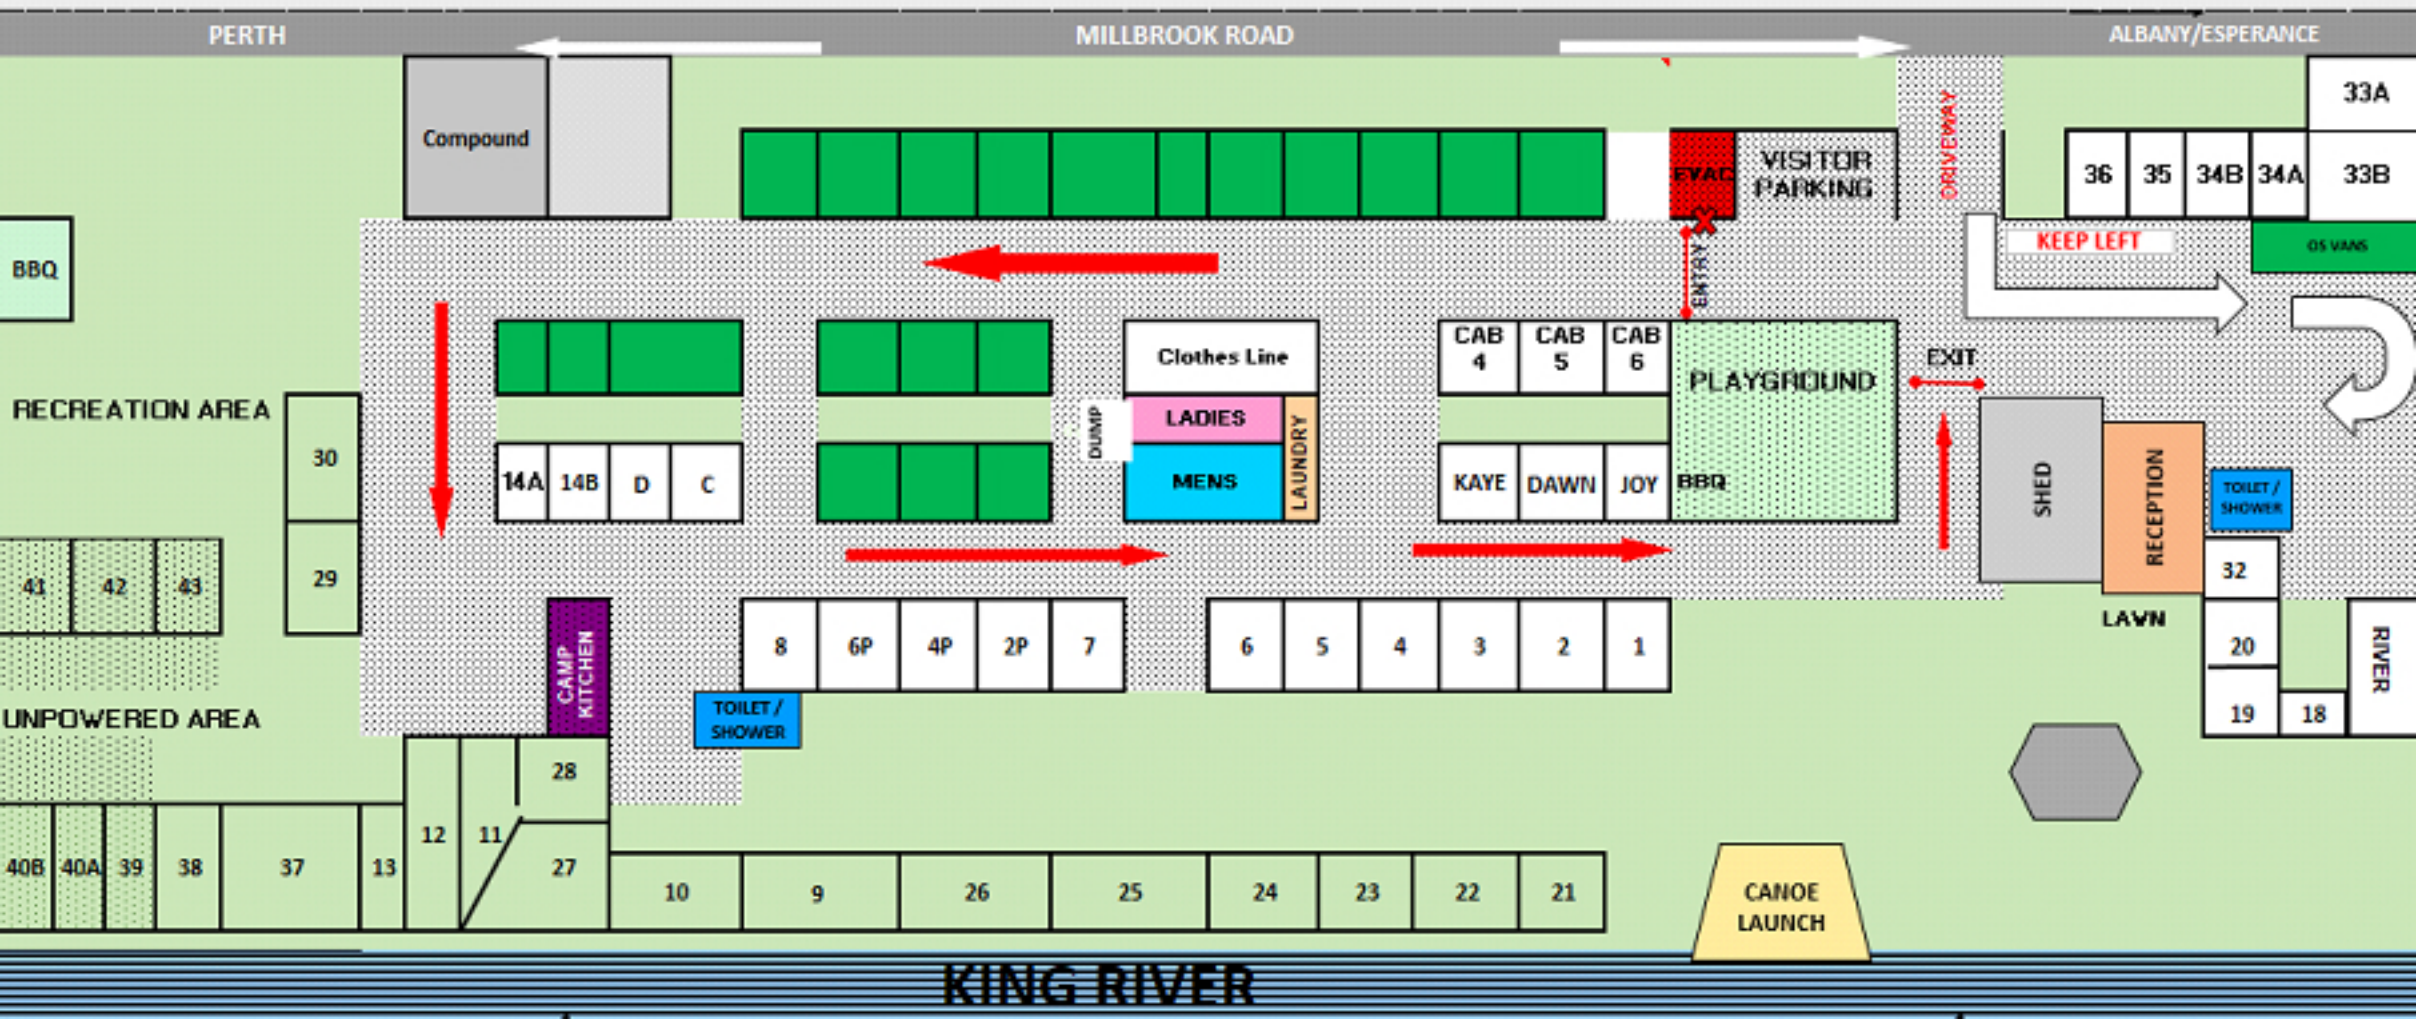 PERTH
MILLBROOK ROAD
ALBANY/ESPERANCE
Compound
EVAC
VISITOR
PARKING
DRIVEWAY
33A
36
35
34B
34A
33B
KEEP LEFT
OS VANS
BBQ
ENTRY
CAB
4
CAB
5
CAB
6
Clothes Line
PLAYGROUND
EXIT
RECREATION AREA
DUMP
LADIES
MENS
LAUNDRY
30
14A
14B
D
C
KAYE
DAWN
JOY
BBQ
SHED
RECEPTION
TOILET /
SHOWER
41
42
43
29
32
CAMP
KITCHEN
8
6P
4P
2P
7
6
5
4
3
2
1
LAWN
20
RIVER
UNPOWERED AREA
TOILET /
SHOWER
19
18
28
12
11
40B
40A
39
38
37
13
27
10
9
26
25
24
23
22
21
CANOE
LAUNCH
KING RIVER